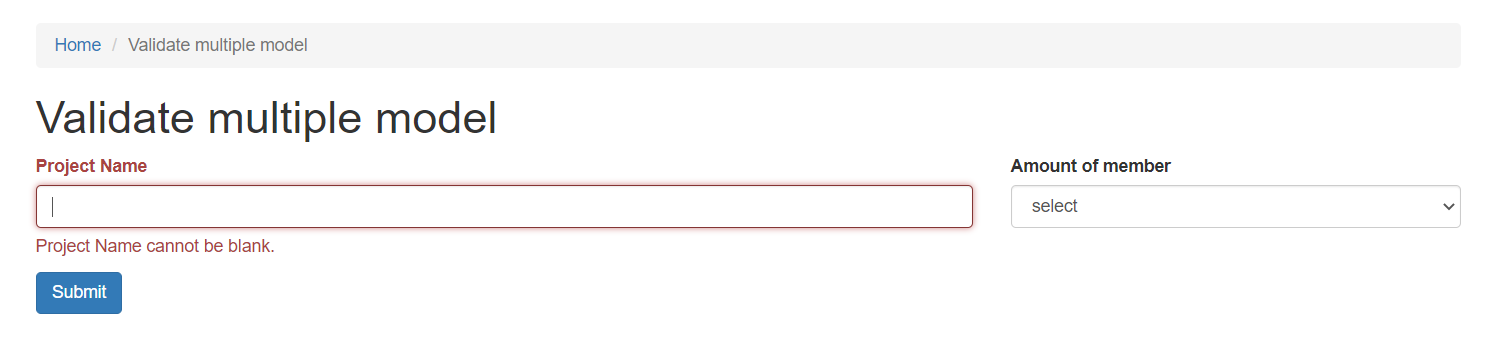 Home / Validate multiple model
Validate multiple model
Project Name
Amount of member
select
Project Name cannot be blank.
Submit